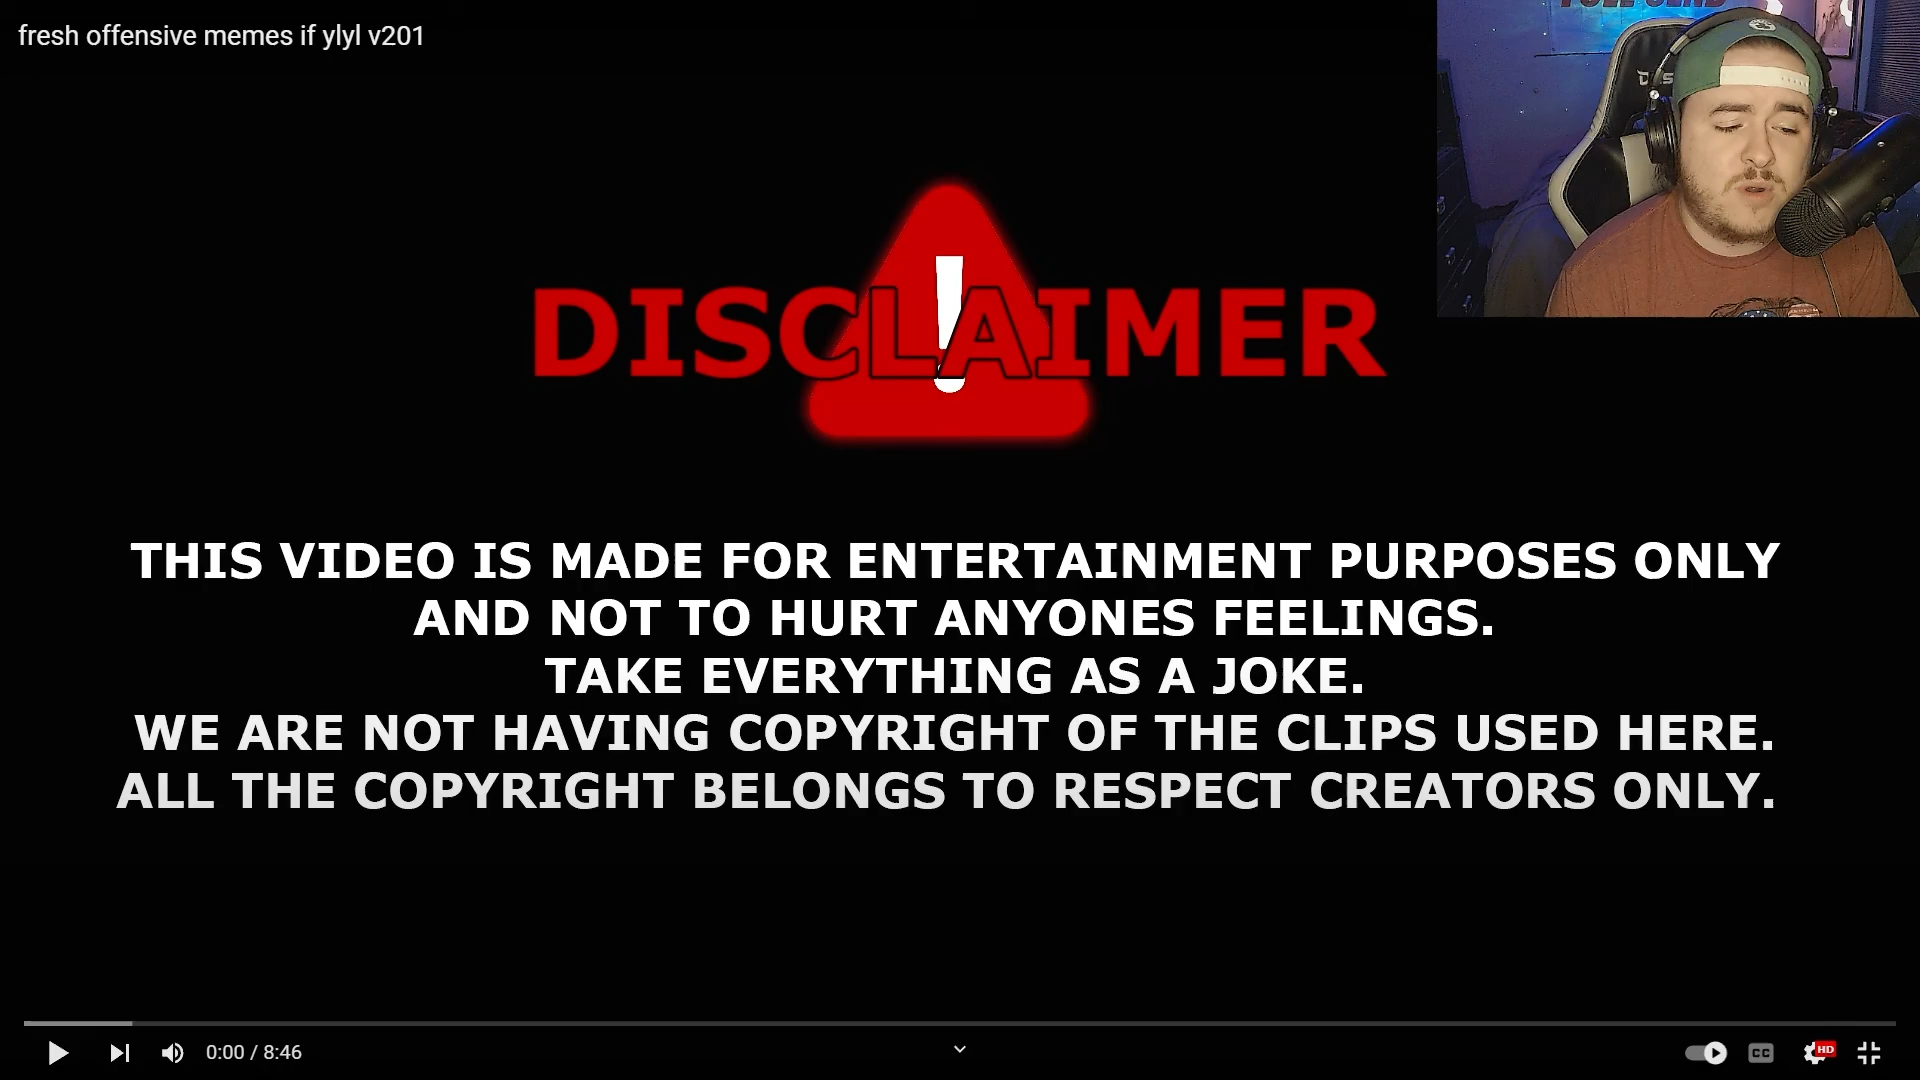 fresh offensive memes if ylyl v201
DISCLAIMER
THIS VIDEO IS MADE FOR ENTERTAINMENT PURPOSES ONLY
AND NOT TO HURT ANYONES FEELINGS.
TAKE EVERYTHING AS A JOKE.
WE ARE NOT HAVING COPYRIGHT OF THE CLIPS USED HERE.
ALL THE COPYRIGHT BELONGS TO RESPECT CREATORS ONLY.
0:00 / 8:46
CC
HD